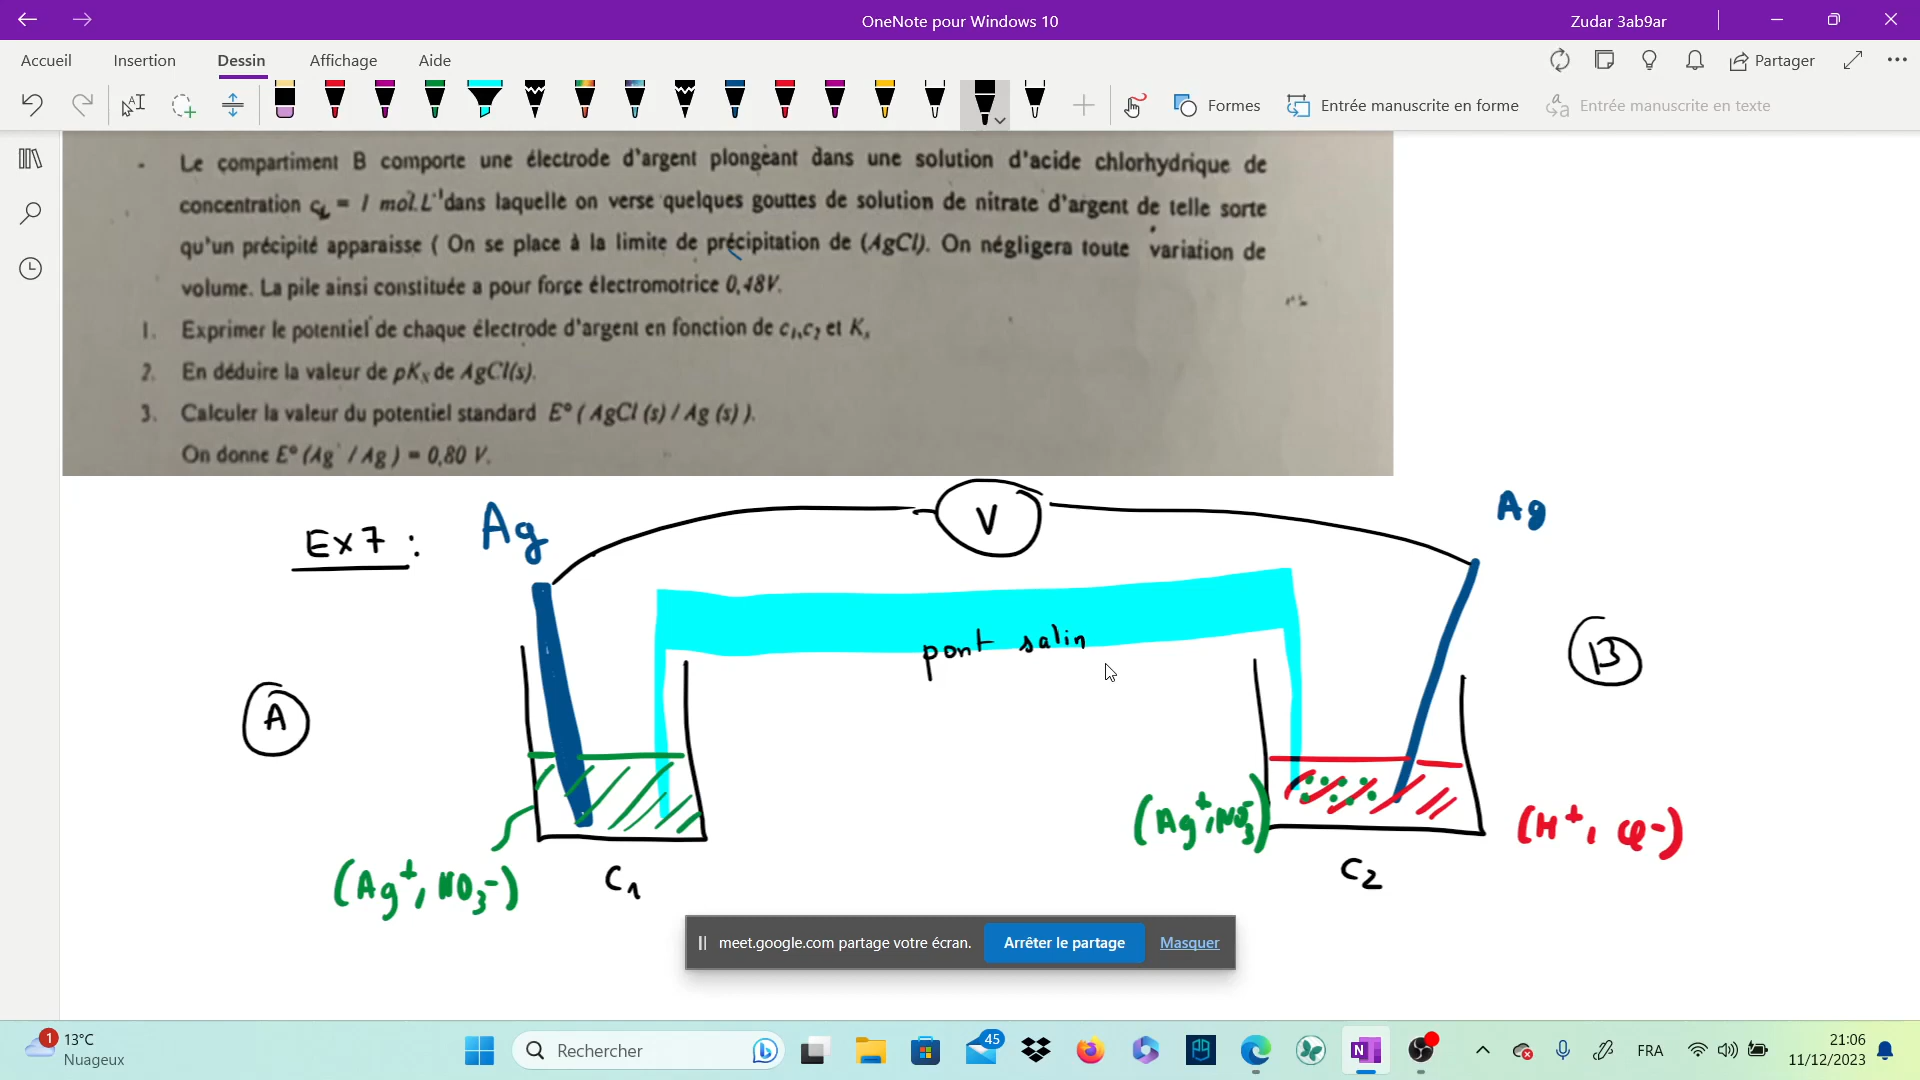 OneNote pour Windows 10
Zudar 3ab9ar
Accueil
Insertion
Dessin
Affichage
Aide
Partager
Formes
Entrée manuscrite en forme
Entrée manuscrite en texte
- Le compartiment B comporte une électrode d'argent plongeant dans une solution d'acide chlorhydrique de
concentration c₂ = 1 mol.L⁻¹ dans laquelle on verse quelques gouttes de solution de nitrate d'argent de telle sorte
qu'un précipité apparaisse ( On se place à la limite de précipitation de (AgCl). On négligera toute variation de
volume. La pile ainsi constituée a pour force électromotrice 0,48V.
1. Exprimer le potentiel de chaque électrode d'argent en fonction de c₁,c₂ et Kₛ
2. En déduire la valeur de pKₛ de AgCl(s).
3. Calculer la valeur du potentiel standard E° ( AgCl (s) / Ag (s) ).
On donne E° (Ag⁺ / Ag ) = 0,80 V.
Ex7 :
Ag
V
Ag
pont salin
A
B
(Ag⁺, NO₃⁻)
C₁
(Ag⁺, NO₃⁻)
C₂
(H⁺, Cl⁻)
meet.google.com partage votre écran.
Arrêter le partage
Masquer
1
13°C
Nuageux
Rechercher
45
N
FRA
21:06
11/12/2023